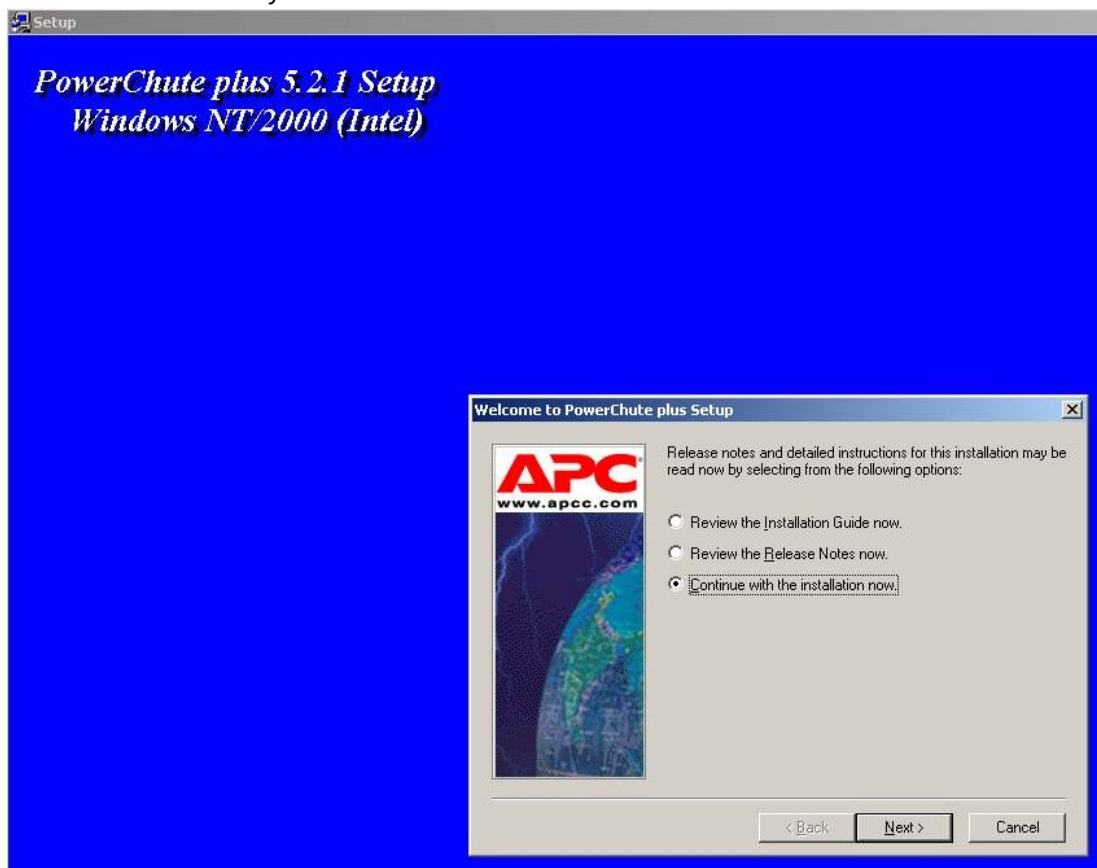 Setup
PowerChute plus 5.2.1 Setup
Windows NT/2000 (Intel)
Welcome to PowerChute plus Setup
APC
www.apcc.com
Release notes and detailed instructions for this installation may be
read now by selecting from the following options:
Review the Installation Guide now.
Review the Release Notes now.
Continue with the installation now.
< Back
Next >
Cancel